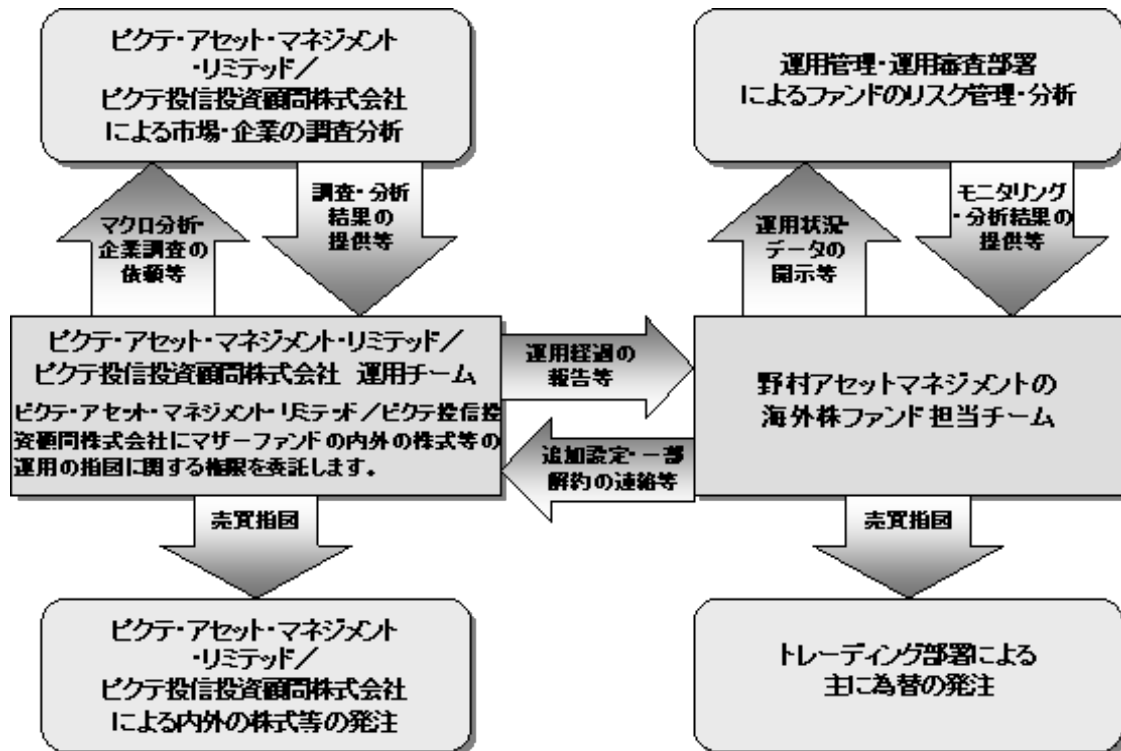 ピクテ・アセット・マネジメント
・リミテッド／
ピクテ投信投資顧問株式会社
による市場・企業の調査分析
運用管理・運用審査部署
によるファンドのリスク管理・分析
マクロ分析・
企業調査の
依頼等
調査・分析
結果の
提供等
運用状況・
データの
開示等
モニタリング
・分析結果の
提供等
ピクテ・アセット・マネジメント・リミテッド／
ピクテ投信投資顧問株式会社 運用チーム
ピクテ・アセット・マネジメント・リミテッド／ピクテ投信投
資顧問株式会社にマザーファンドの内外の株式等の
運用の指図に関する権限を委託します。
運用経過の
報告等
追加設定・一部
解約の連絡等
野村アセットマネジメントの
海外株ファンド担当チーム
売買指図
売買指図
ピクテ・アセット・マネジメント
・リミテッド／
ピクテ投信投資顧問株式会社
による内外の株式等の発注
トレーディング部署による
主に為替の発注